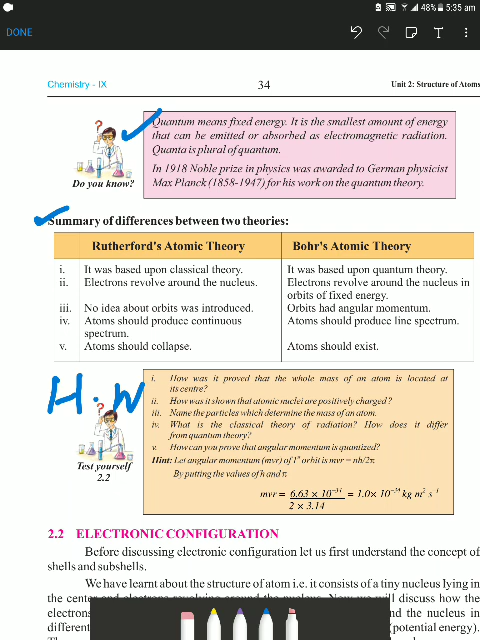 48% 5:35 am
DONE
T
Chemistry - IX 34 Unit 2: Structure of Atoms
Quantum means fixed energy. It is the smallest amount of energy
that can be emitted or absorbed as electromagnetic radiation.
Quanta is plural of quantum.
In 1918 Noble prize in physics was awarded to German physicist
Max Planck (1858-1947) for his work on the quantum theory.
Do you know?
Summary of differences between two theories:
Rutherford's Atomic Theory Bohr's Atomic Theory
i. It was based upon classical theory. It was based upon quantum theory.
ii. Electrons revolve around the nucleus. Electrons revolve around the nucleus in
orbits of fixed energy.
iii. No idea about orbits was introduced. Orbits had angular momentum.
iv. Atoms should produce continuous Atoms should produce line spectrum.
spectrum.
v. Atoms should collapse. Atoms should exist.
H.W
Test yourself
2.2
i. How was it proved that the whole mass of an atom is located at
its centre?
ii. How was it shown that atomic nuclei are positively charged?
iii. Name the particles which determine the mass of an atom.
iv. What is the classical theory of radiation? How does it differ
from quantum theory?
v. How can you prove that angular momentum is quantized?
Hint: Let angular momentum (mvr) of 1st orbit is mvr = nh/2π
By putting the values of h and π
mvr = 6.63 × 10⁻³⁴ = 1.0 × 10⁻³⁴ kg m² s⁻¹
2 × 3.14
2.2 ELECTRONIC CONFIGURATION
Before discussing electronic configuration let us first understand the concept of
shells and subshells.
We have learnt about the structure of atom i.e. it consists of a tiny nucleus lying in
the center and electrons revolving around the nucleus. Now we will discuss how the
electrons nd the nucleus in
different (potential energy).